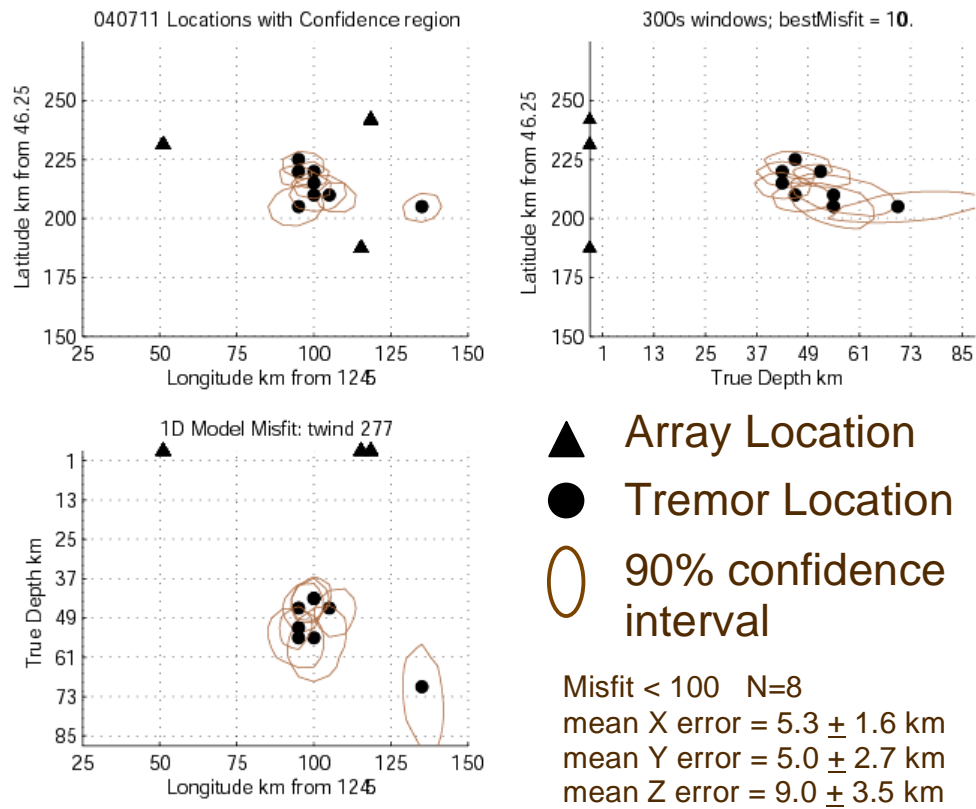 040711 Locations with Confidence region
Latitude km from 46.25
250
225
200
175
150
25
50
75
100
125
150
Longitude km from 124.5
300s windows; bestMisfit = 10.
Latitude km from 46.25
250
225
200
175
150
1
13
25
37
49
61
73
85
True Depth km
1D Model Misfit: twind 277
True Depth km
1
13
25
37
49
61
73
85
25
50
75
100
125
150
Longitude km from 124.5
Array Location
Tremor Location
90% confidence
interval
Misfit < 100 N=8
mean X error = 5.3 ± 1.6 km
mean Y error = 5.0 ± 2.7 km
mean Z error = 9.0 ± 3.5 km